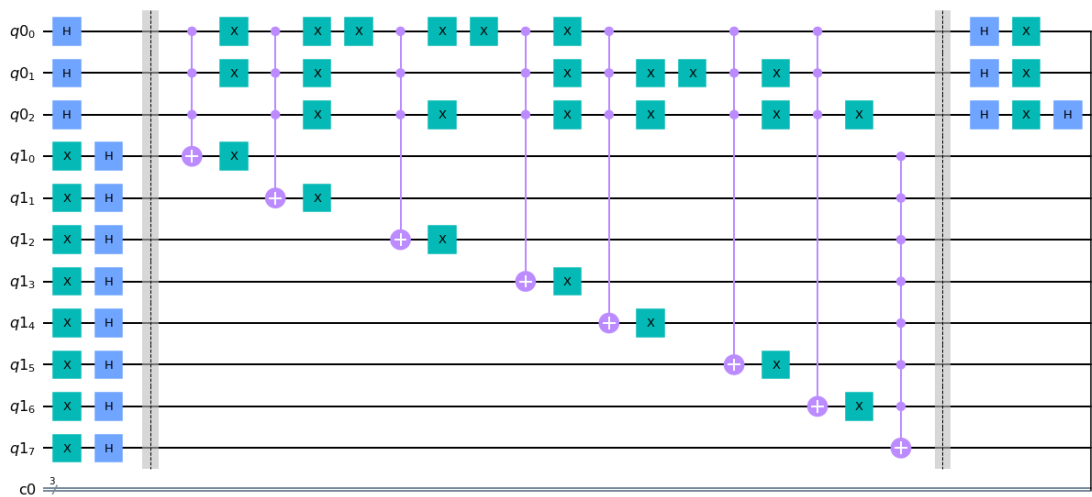 q0₀ H X X X X X X H X
q0₁ H X X X X X X H X
q0₂ H X X X X X X H X H
q1₀ X H X
q1₁ X H X
q1₂ X H X
q1₃ X H X
q1₄ X H X
q1₅ X H X
q1₆ X H X
q1₇ X H
c0 3